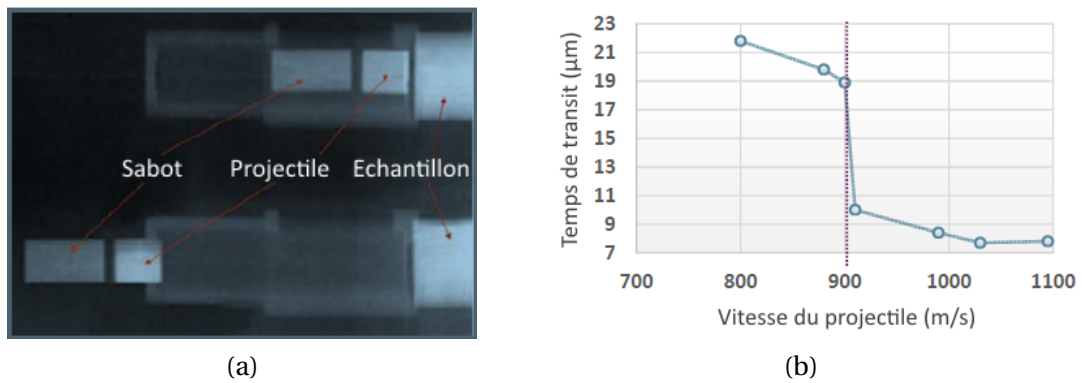 Sabot Projectile Echantillon
(a)
Temps de transit (μm)
23
21
19
17
15
13
11
9
7
700 800 900 1000 1100
Vitesse du projectile (m/s)
(b)